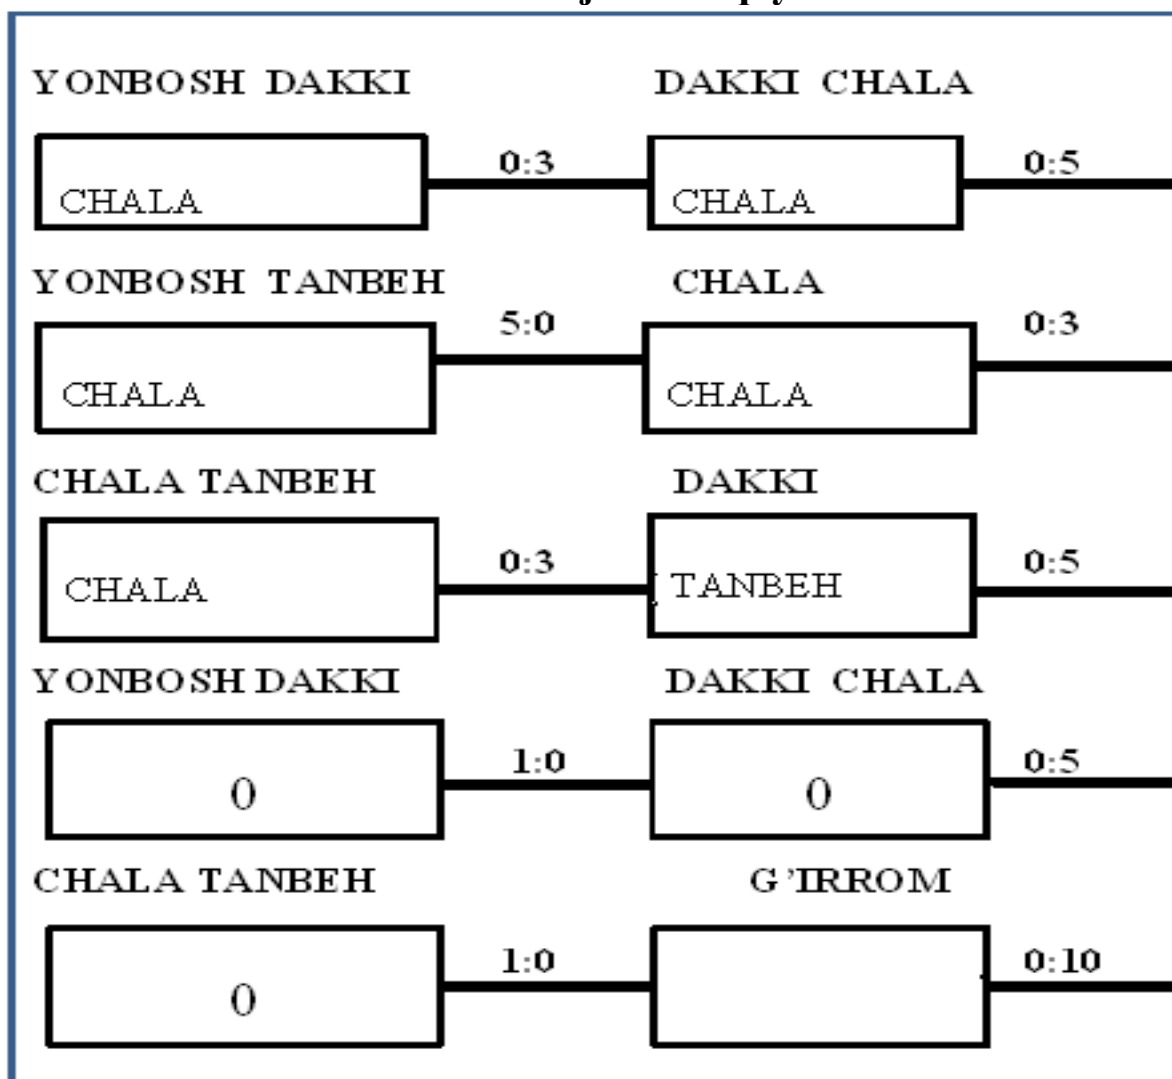 YONBOSH DAKKI DAKKI CHALA
0:3 0:5
CHALA CHALA
YONBOSH TANBEH CHALA
5:0 0:3
CHALA CHALA
CHALA TANBEH DAKKI
0:3 0:5
CHALA TANBEH
YONBOSH DAKKI DAKKI CHALA
1:0 0:5
0 0
CHALA TANBEH G’IRROM
1:0 0:10
0